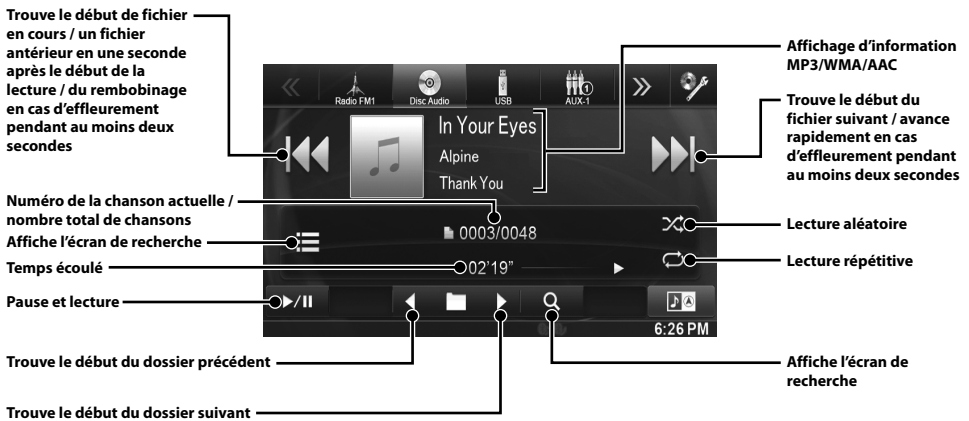 Trouve le début de fichier
en cours / un fichier
antérieur en une seconde
après le début de la
lecture / du rembobinage
en cas d'effleurement
pendant au moins deux
secondes
Numéro de la chanson actuelle /
nombre total de chansons
Affiche l'écran de recherche
Temps écoulé
Pause et lecture
Trouve le début du dossier précédent
Trouve le début du dossier suivant
Radio FM1
Disc Audio
USB
1
AUX-1
In Your Eyes
Alpine
Thank You
0003/0048
02'19"
6:26 PM
Affichage d'information
MP3/WMA/AAC
Trouve le début du
fichier suivant / avance
rapidement en cas
d'effleurement pendant
au moins deux secondes
Lecture aléatoire
Lecture répétitive
Affiche l'écran de
recherche